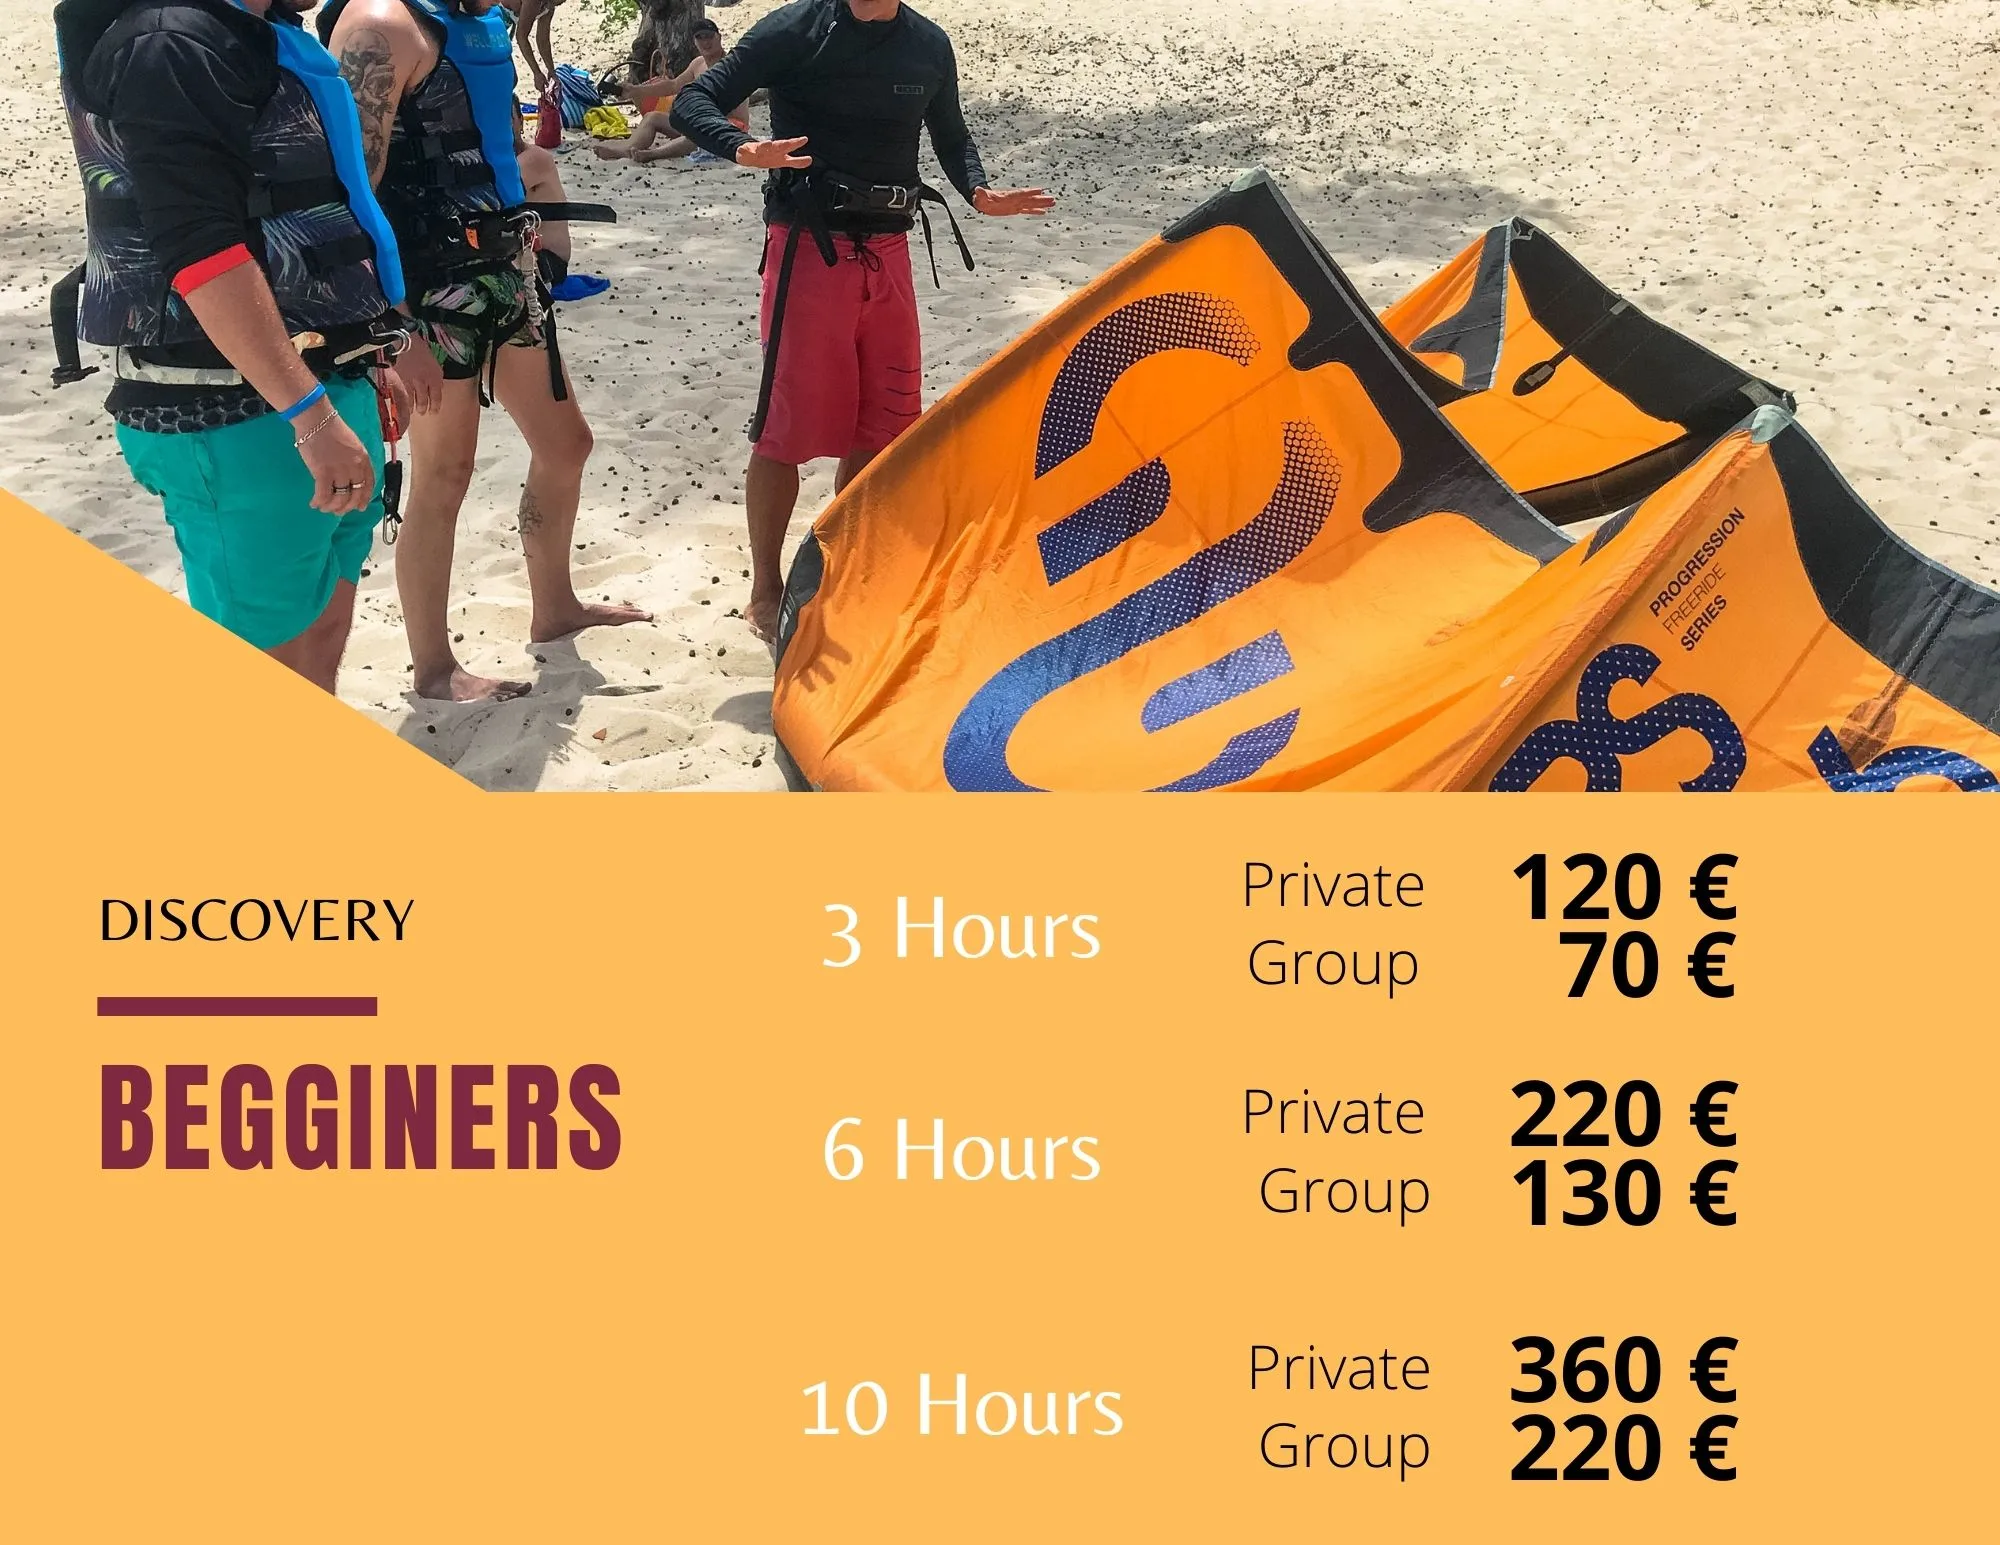 PROGRESSION
FREERIDE
SERIES
DISCOVERY
BEGGINERS
3 Hours
Private 120 €
Group 70 €
6 Hours
Private 220 €
Group 130 €
10 Hours
Private 360 €
Group 220 €